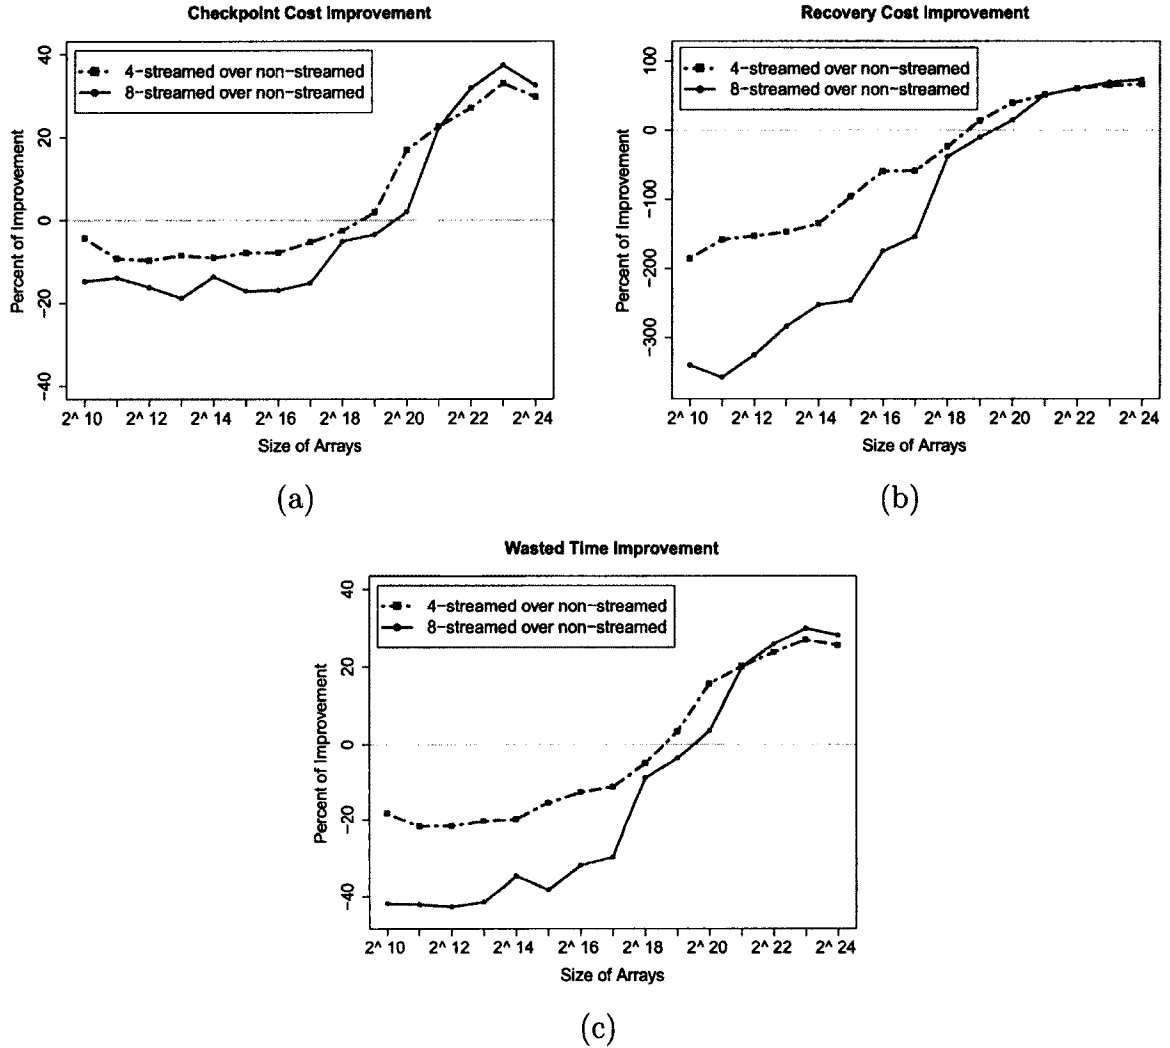 Checkpoint Cost Improvement
40
20
0
-20
-40
Percent of Improvement
4-streamed over non-streamed
8-streamed over non-streamed
2^ 10 2^ 12 2^ 14 2^ 16 2^ 18 2^ 20 2^ 22 2^ 24
Size of Arrays
(a)
Recovery Cost Improvement
100
0
-100
-200
-300
Percent of Improvement
4-streamed over non-streamed
8-streamed over non-streamed
2^ 10 2^ 12 2^ 14 2^ 16 2^ 18 2^ 20 2^ 22 2^ 24
Size of Arrays
(b)
Wasted Time Improvement
40
20
0
-20
-40
Percent of Improvement
4-streamed over non-streamed
8-streamed over non-streamed
2^ 10 2^ 12 2^ 14 2^ 16 2^ 18 2^ 20 2^ 22 2^ 24
Size of Arrays
(c)